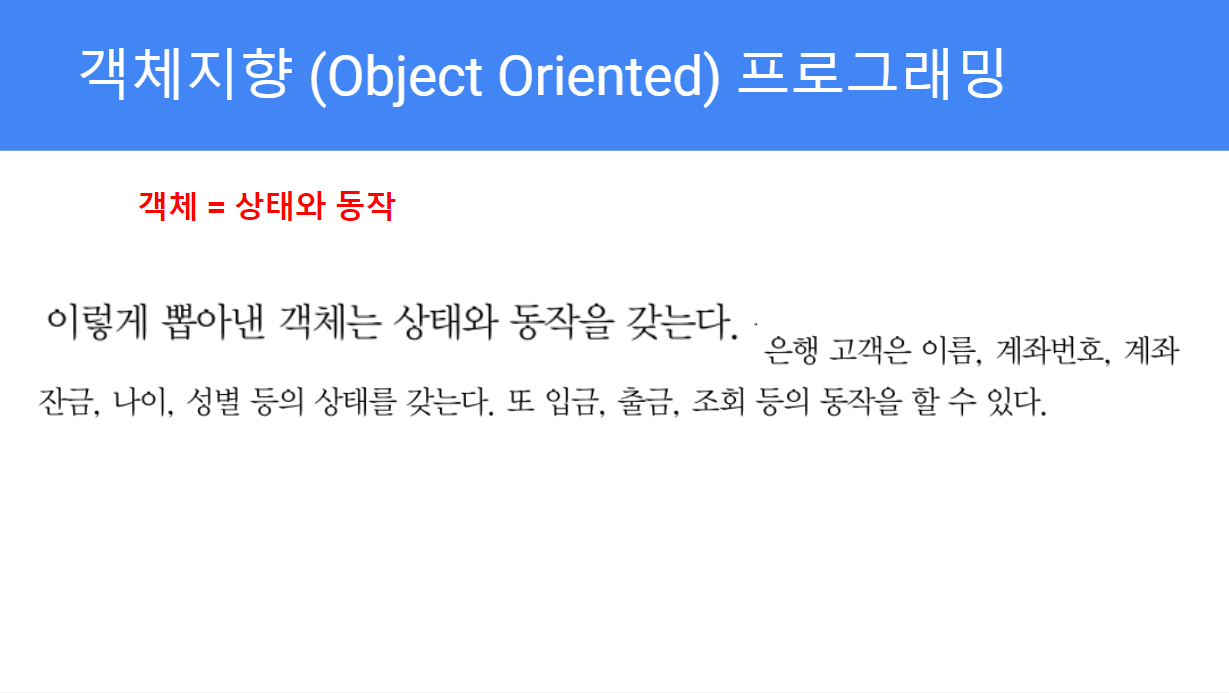 객체지향 (Object Oriented) 프로그래밍
객체 = 상태와 동작
이렇게 뽑아낸 객체는 상태와 동작을 갖는다.
은행 고객은 이름, 계좌번호, 계좌
잔금, 나이, 성별 등의 상태를 갖는다. 또 입금, 출금, 조회 등의 동작을 할 수 있다.